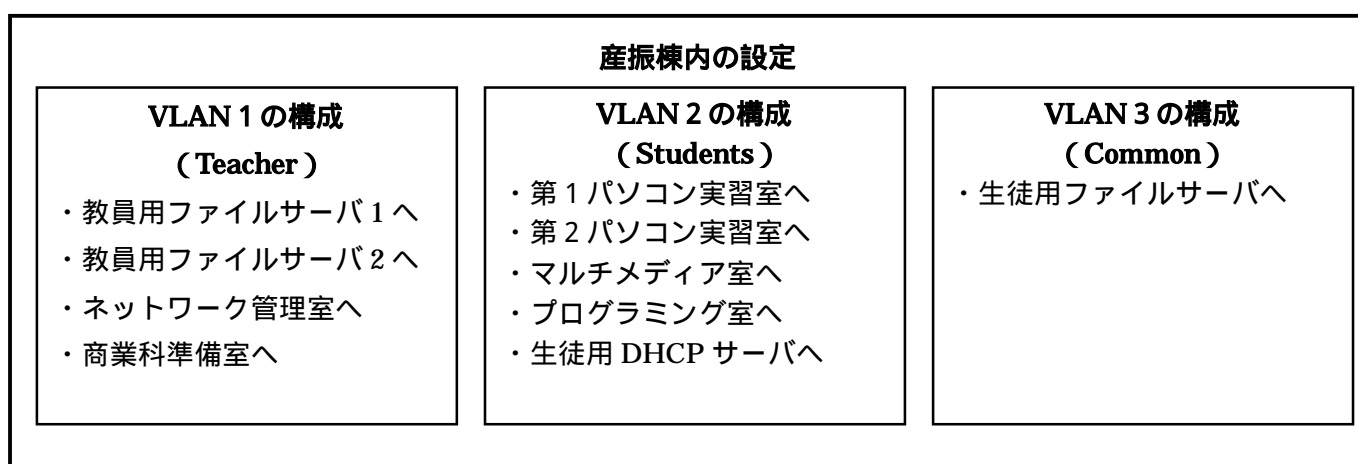 産振棟内の設定
VLAN 1 の構成
( Teacher )
・教員用ファイルサーバ 1 へ
・教員用ファイルサーバ 2 へ
・ネットワーク管理室へ
・商業科準備室へ
VLAN 2 の構成
( Students )
・第 1 パソコン実習室へ
・第 2 パソコン実習室へ
・マルチメディア室へ
・プログラミング室へ
・生徒用 DHCP サーバへ
VLAN 3 の構成
( Common )
・生徒用ファイルサーバへ